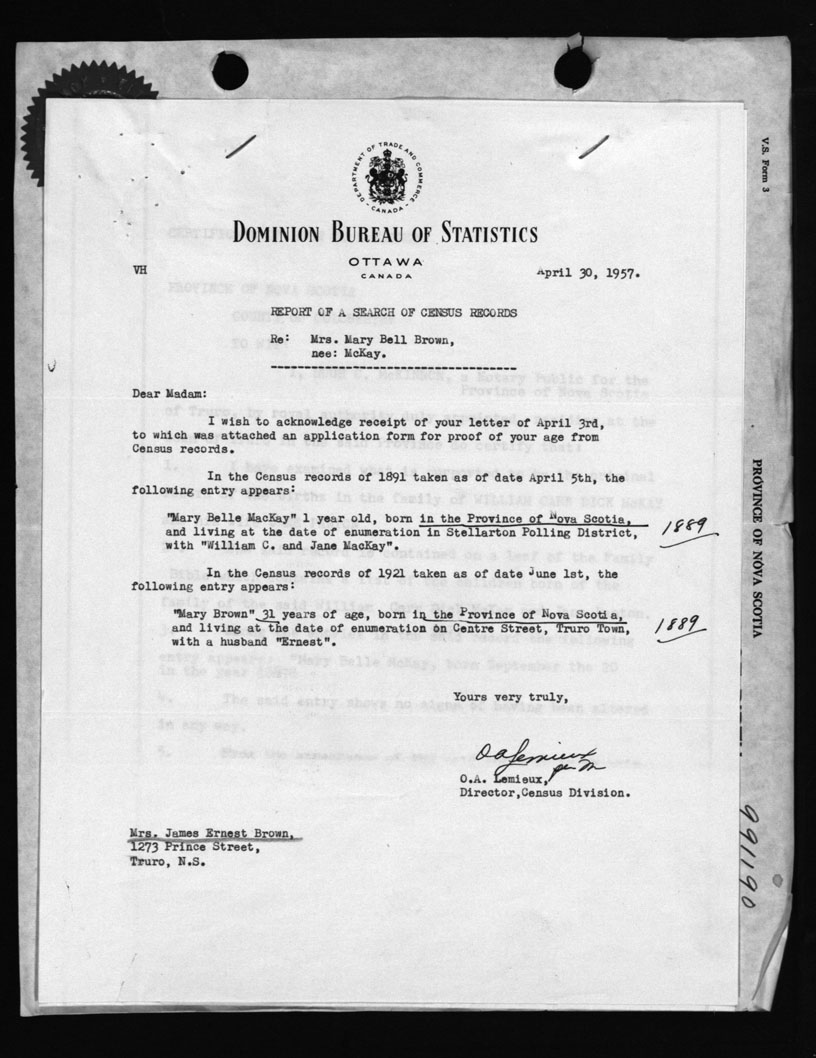 DEPARTMENT OF TRADE AND COMMERCE
- CANADA -
DOMINION BUREAU OF STATISTICS
OTTAWA
CANADA
VH
April 30, 1957.
REPORT OF A SEARCH OF CENSUS RECORDS
Re: Mrs. Mary Bell Brown,
nee: McKay.
-----------------------------------
Dear Madam:
I wish to acknowledge receipt of your letter of April 3rd,
to which was attached an application form for proof of your age from
Census records.
In the Census records of 1891 taken as of date April 5th, the
following entry appears:
"Mary Belle MacKay" 1 year old, born in the Province of Nova Scotia,
and living at the date of enumeration in Stellarton Polling District,
with "William C. and Jane MacKay".
1889
In the Census records of 1921 taken as of date June 1st, the
following entry appears:
"Mary Brown" 31 years of age, born in the Province of Nova Scotia,
and living at the date of enumeration on Centre Street, Truro Town,
with a husband "Ernest".
1889
Yours very truly,
O.A. Lemieux,
Director,Census Division.
Mrs. James Ernest Brown,
1273 Prince Street,
Truro, N.S.
V.S. Form 3
PROVINCE OF NOVA SCOTIA
991190